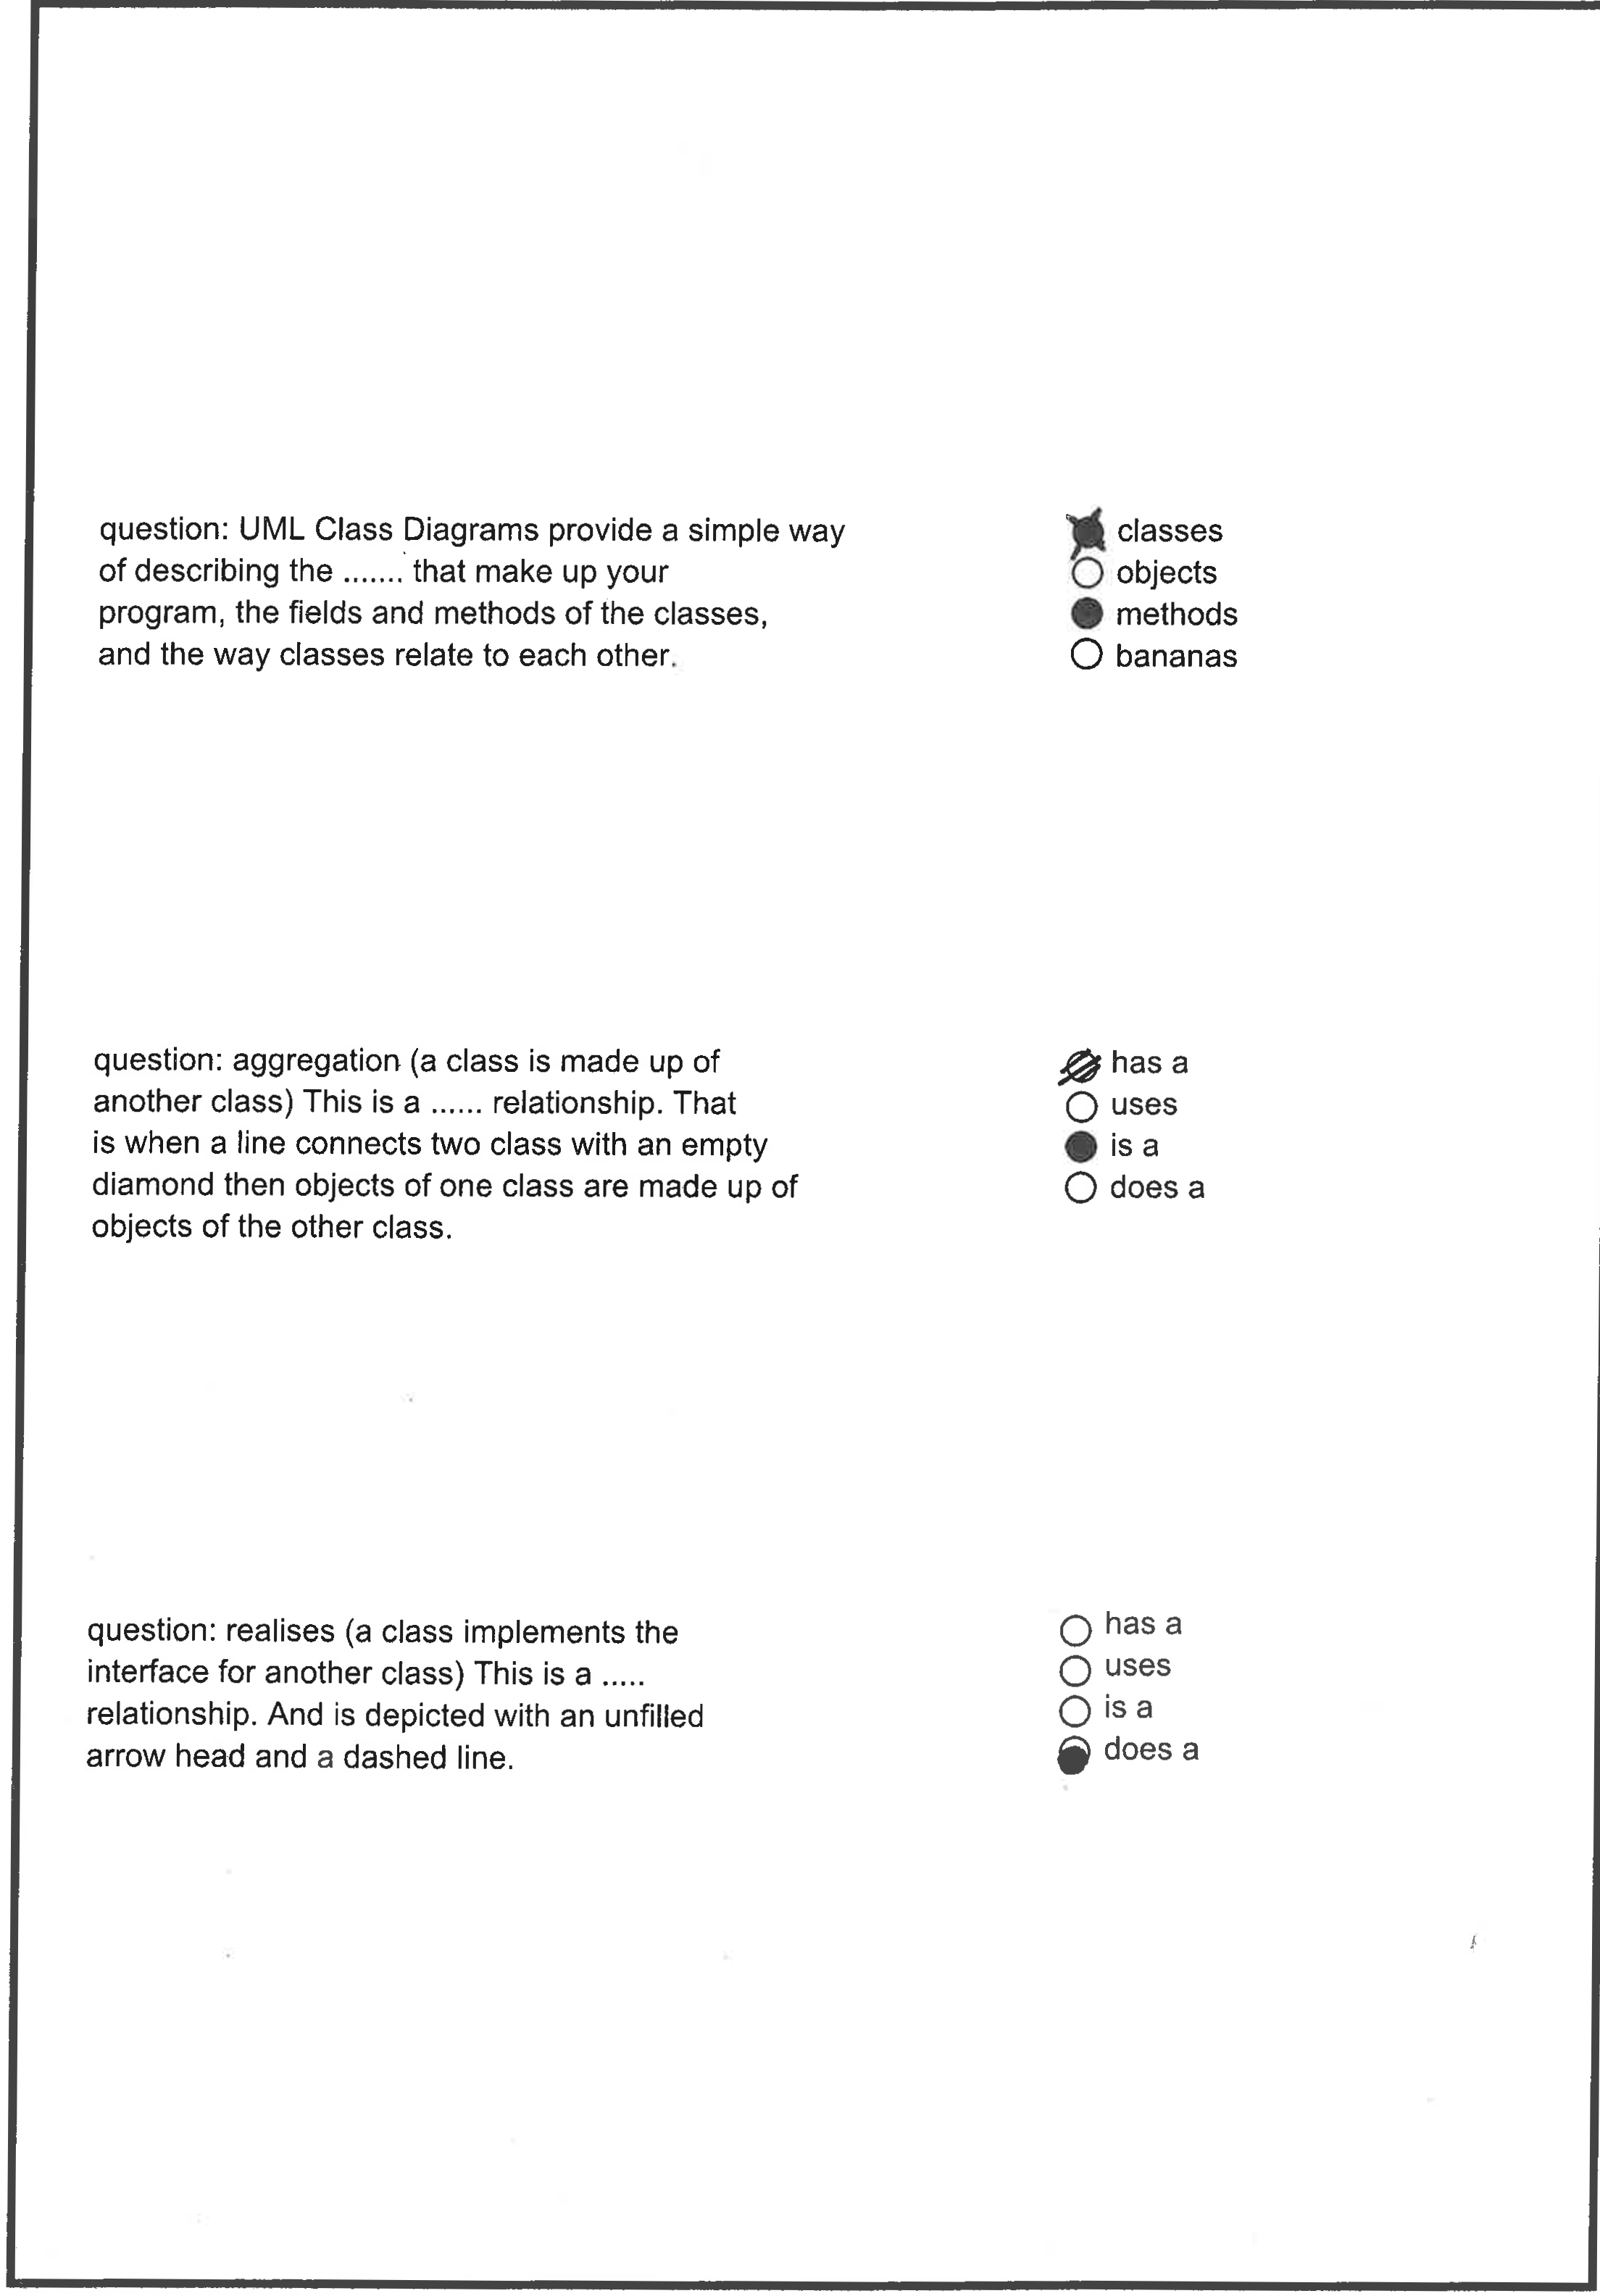 question: UML Class Diagrams provide a simple way
of describing the ....... that make up your
program, the fields and methods of the classes,
and the way classes relate to each other.
classes
objects
methods
bananas
question: aggregation (a class is made up of
another class) This is a ...... relationship. That
is when a line connects two class with an empty
diamond then objects of one class are made up of
objects of the other class.
has a
uses
is a
does a
question: realises (a class implements the
interface for another class) This is a .....
relationship. And is depicted with an unfilled
arrow head and a dashed line.
has a
uses
is a
does a